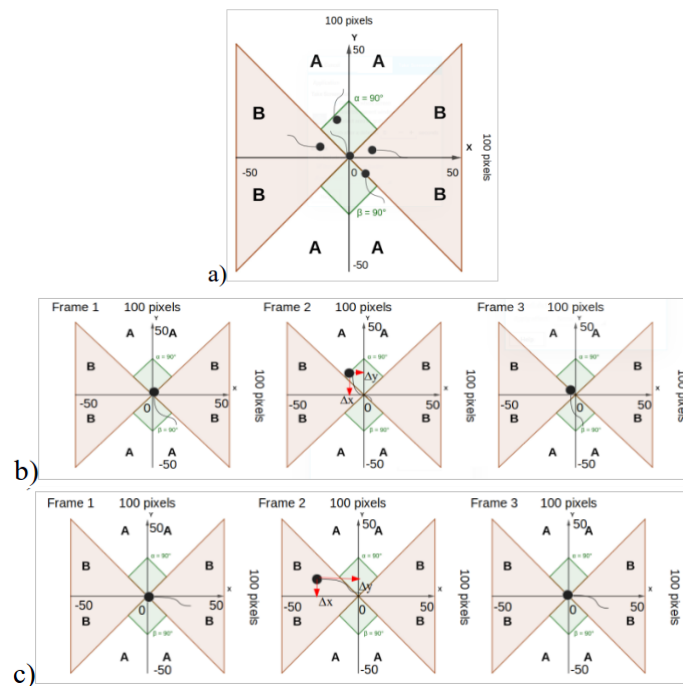 100 pixels
Y
50
A A
α = 90°
B B
X
-50 0 50
100 pixels
B B
β = 90°
A A
-50
a)
Frame 1 100 pixels
Y
50
A A
α = 90°
B B
X
-50 0 50
B B
β = 90°
A A
-50
100 pixels
Frame 2 100 pixels
Y
50
A A
α = 90°
B Δy B
X
-50 Δx 0 50
B B
β = 90°
A A
-50
100 pixels
Frame 3 100 pixels
Y
50
A A
α = 90°
B B
X
-50 0 50
B B
β = 90°
A A
-50
b)
Frame 1 100 pixels
Y
50
A A
α = 90°
B B
X
-50 0 50
B B
β = 90°
A A
-50
100 pixels
Frame 2 100 pixels
Y
50
A A
α = 90°
B Δy B
X
-50 Δx 0 50
B B
β = 90°
A A
-50
100 pixels
Frame 3 100 pixels
Y
50
A A
α = 90°
B B
X
-50 0 50
B B
β = 90°
A A
-50
100 pixels
c)